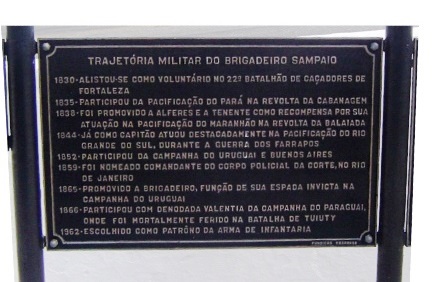 TRAJETÓRIA MILITAR DO BRIGADEIRO SAMPAIO
1830-ALISTOU-SE COMO VOLUNTÁRIO NO 22º BATALHÃO DE CAÇADORES DE
FORTALEZA
1835-PARTICIPOU DA PACIFICAÇÃO DO PARÁ NA REVOLTA DA CABANAGEM
1838-FOI PROMOVIDO A ALFERES E A TENENTE COMO RECOMPENSA POR SUA
ATUAÇÃO NA PACIFICAÇÃO DO MARANHÃO NA REVOLTA DA BALAIADA
1844-JÁ COMO CAPITÃO ATUOU DESTACADAMENTE NA PACIFICAÇÃO DO RIO
GRANDE DO SUL, DURANTE A GUERRA DOS FARRAPOS
1852-PARTICIPOU DA CAMPANHA DO URUGUAI E BUENOS AIRES
1859-FOI NOMEADO COMANDANTE DO CORPO POLICIAL DA CORTE, NO RIO
DE JANEIRO
1865-PROMOVIDO A BRIGADEIRO, FUNÇÃO DE SUA ESPADA INVICTA NA
CAMPANHA DO URUGUAI
1866-PARTICIPOU COM DENODADA VALENTIA DA CAMPANHA DO PARAGUAI,
ONDE FOI MORTALMENTE FERIDO NA BATALHA DE TUIUTY
1962-ESCOLHIDO COMO PATRÔNO DA ARMA DE INFANTARIA